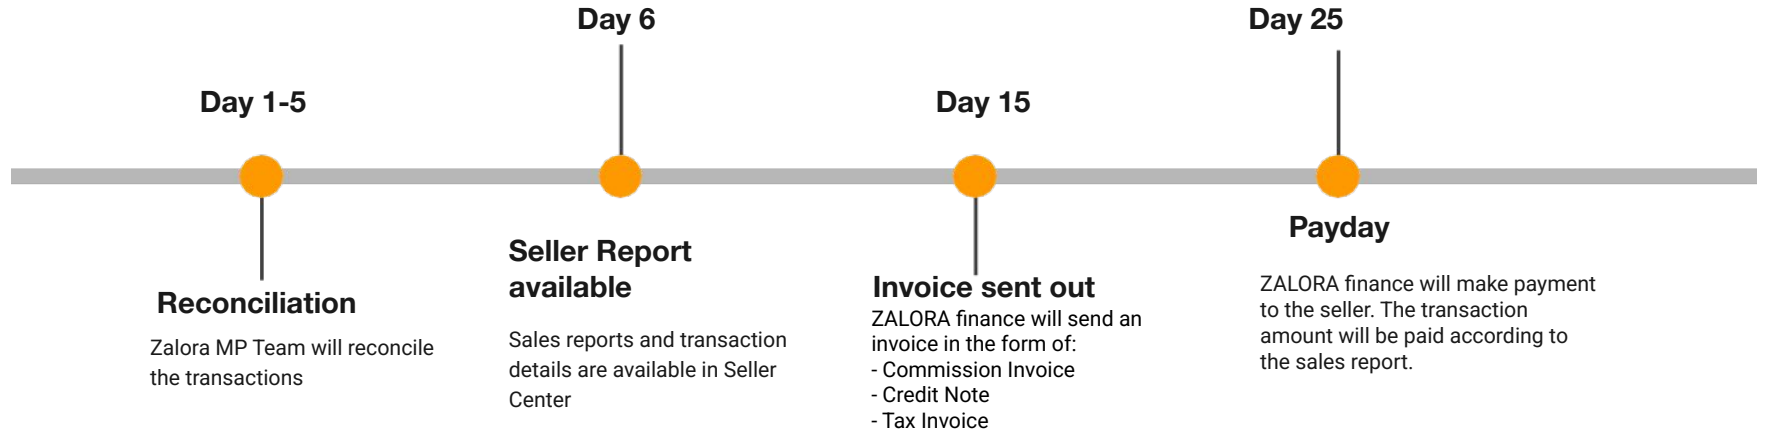 Day 1-5
Reconciliation
Zalora MP Team will reconcile
the transactions
Day 6
Seller Report
available
Sales reports and transaction
details are available in Seller
Center
Day 15
Invoice sent out
ZALORA finance will send an
invoice in the form of:
- Commission Invoice
- Credit Note
- Tax Invoice
Day 25
Payday
ZALORA finance will make payment
to the seller. The transaction
amount will be paid according to
the sales report.